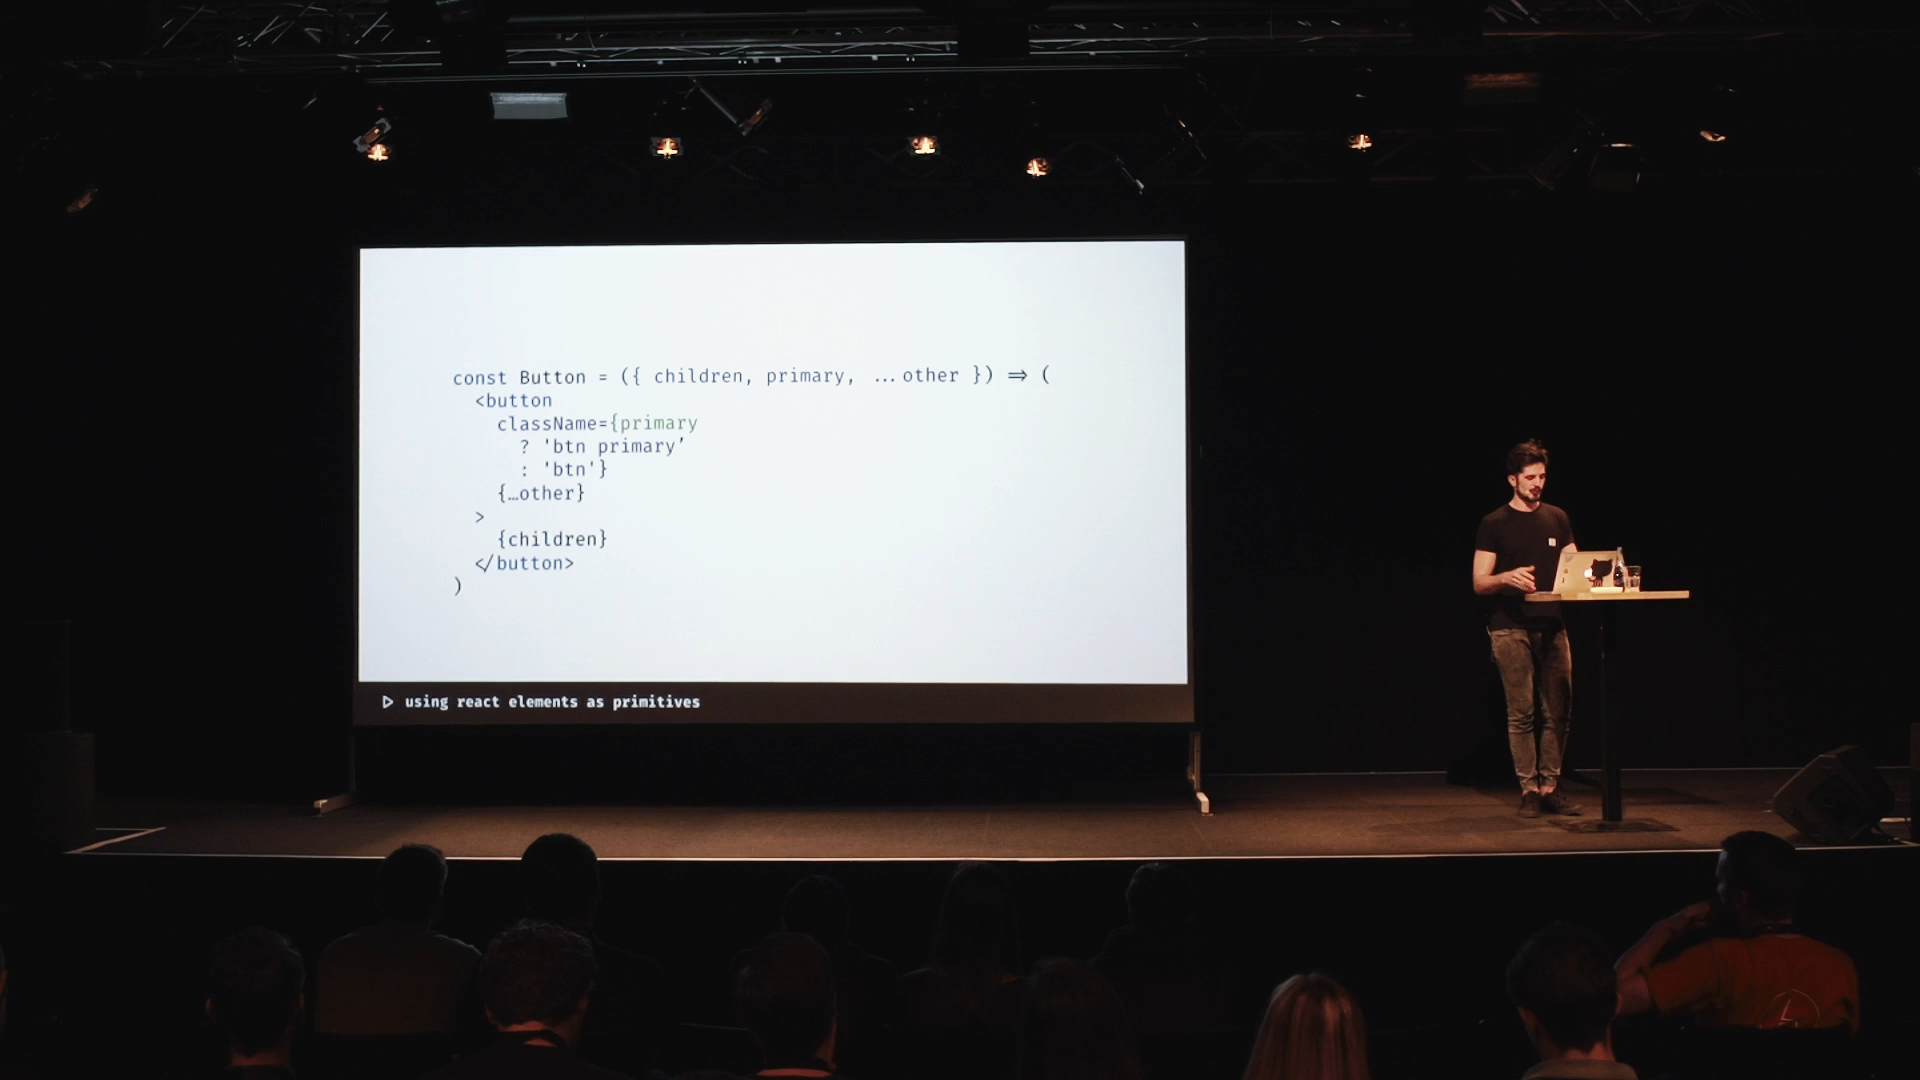 const Button = ({ children, primary, ...other }) => (
<button
className={primary
? 'btn primary’
: 'btn'}
{…other}
>
{children}
</button>
)
▷ using react elements as primitives